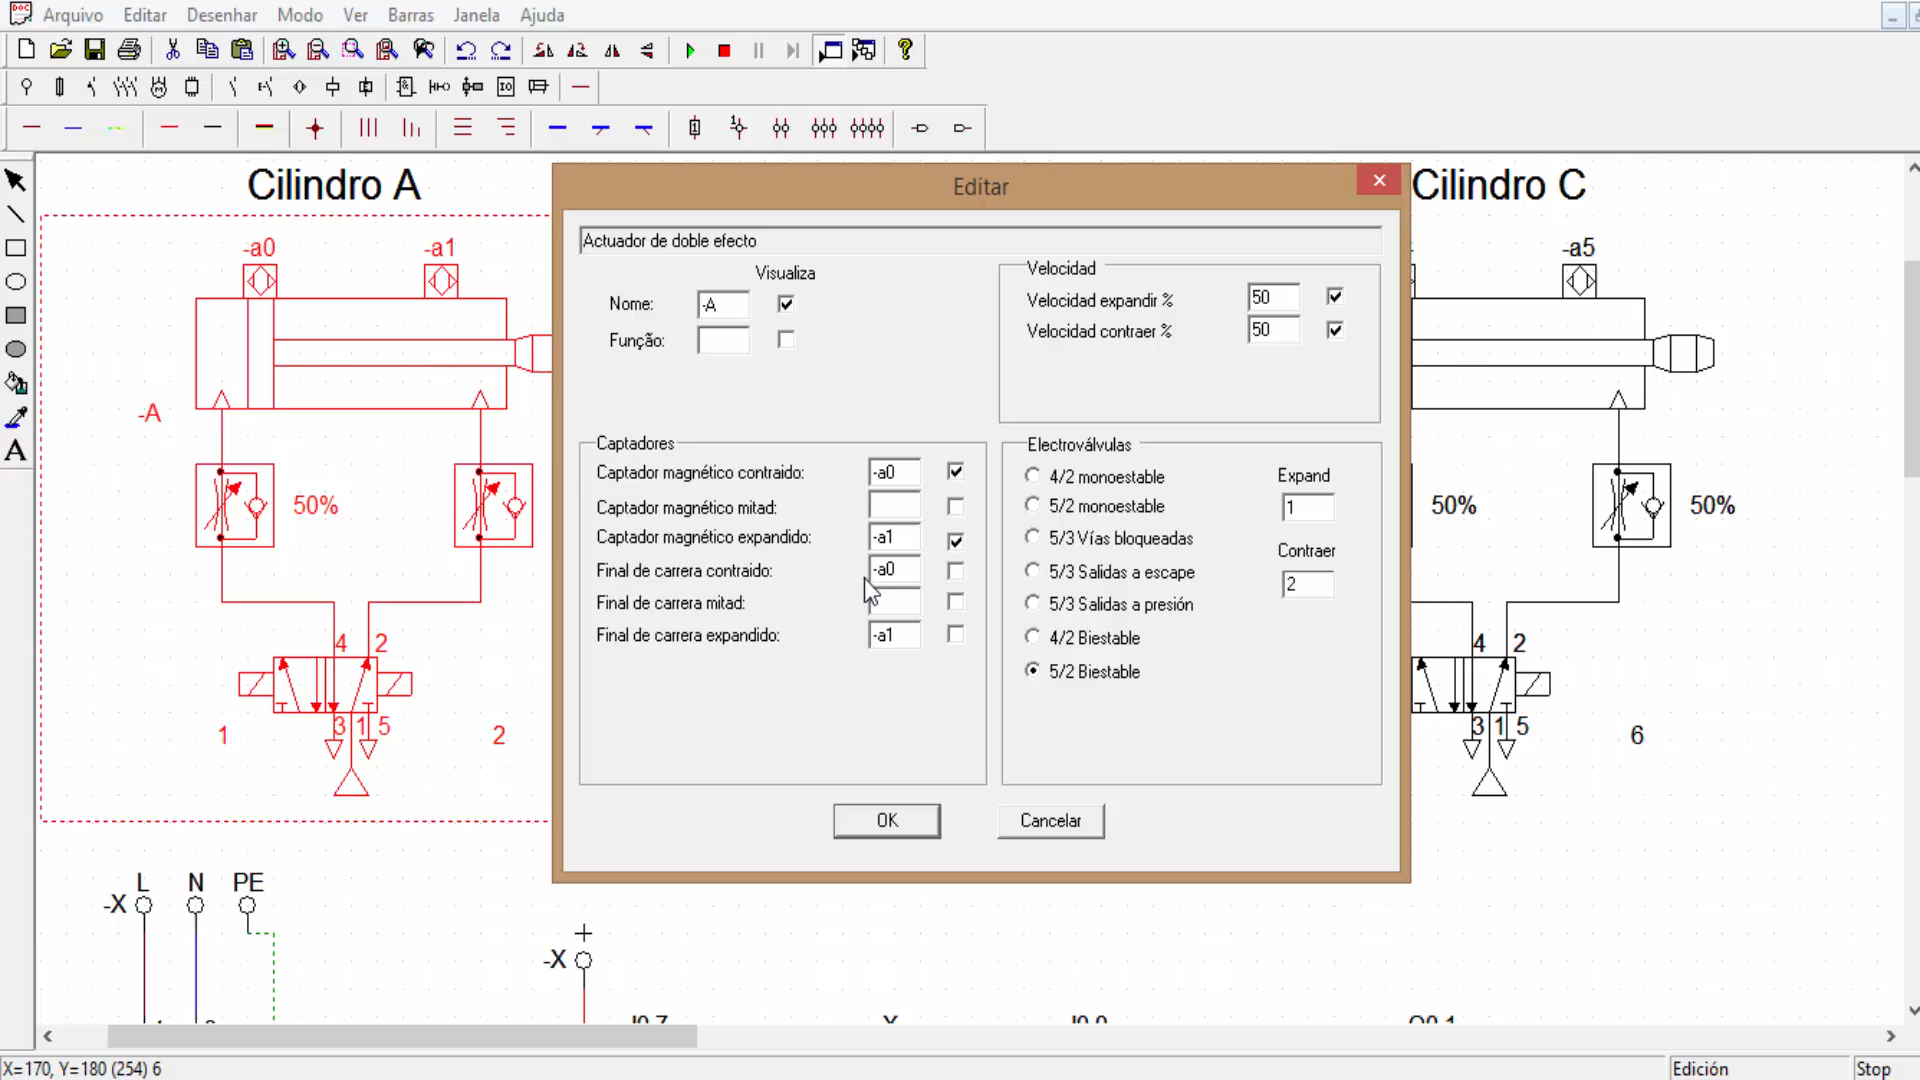 Arquivo Editar Desenhar Modo Ver Barras Janela Ajuda
Cilindro A
Editar
Cilindro C
Actuador de doble efecto
-a0 -a1
-a5
Visualiza
Nome: -A
Função:
Velocidad
Velocidad expandir % 50
Velocidad contraer % 50
-A
Captadores
Captador magnético contraido: -a0
Captador magnético mitad:
Captador magnético expandido: -a1
Final de carrera contraido: -a0
Final de carrera mitad:
Final de carrera expandido: -a1
Electroválvulas
4/2 monoestable
5/2 monoestable
5/3 Vías bloqueadas
5/3 Salidas a escape
5/3 Salidas a presión
4/2 Biestable
5/2 Biestable
Expand
1
Contraer
2
50%
50% 50%
4 2
4 2
1 3 1 5 2
3 1 5 6
OK Cancelar
L N PE
-X
+
-X
X=170, Y=180 (254) 6
Edición
Stop